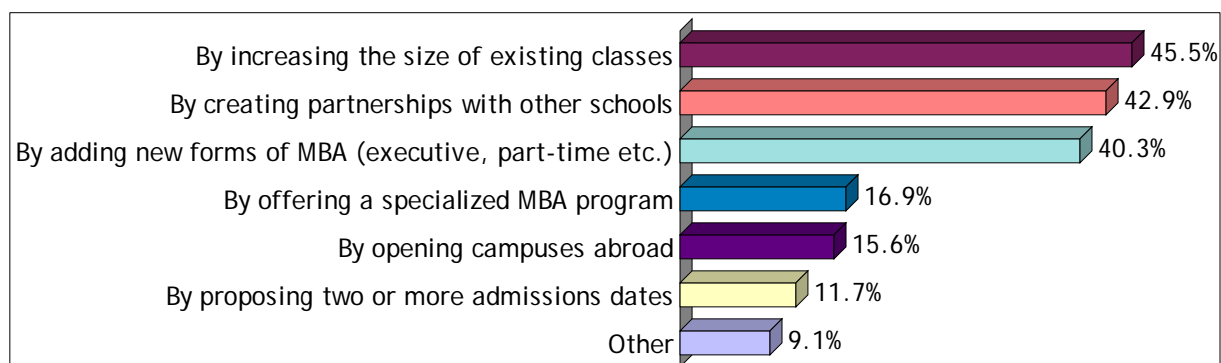 By increasing the size of existing classes 45.5%
By creating partnerships with other schools 42.9%
By adding new forms of MBA (executive, part-time etc.) 40.3%
By offering a specialized MBA program 16.9%
By opening campuses abroad 15.6%
By proposing two or more admissions dates 11.7%
Other 9.1%